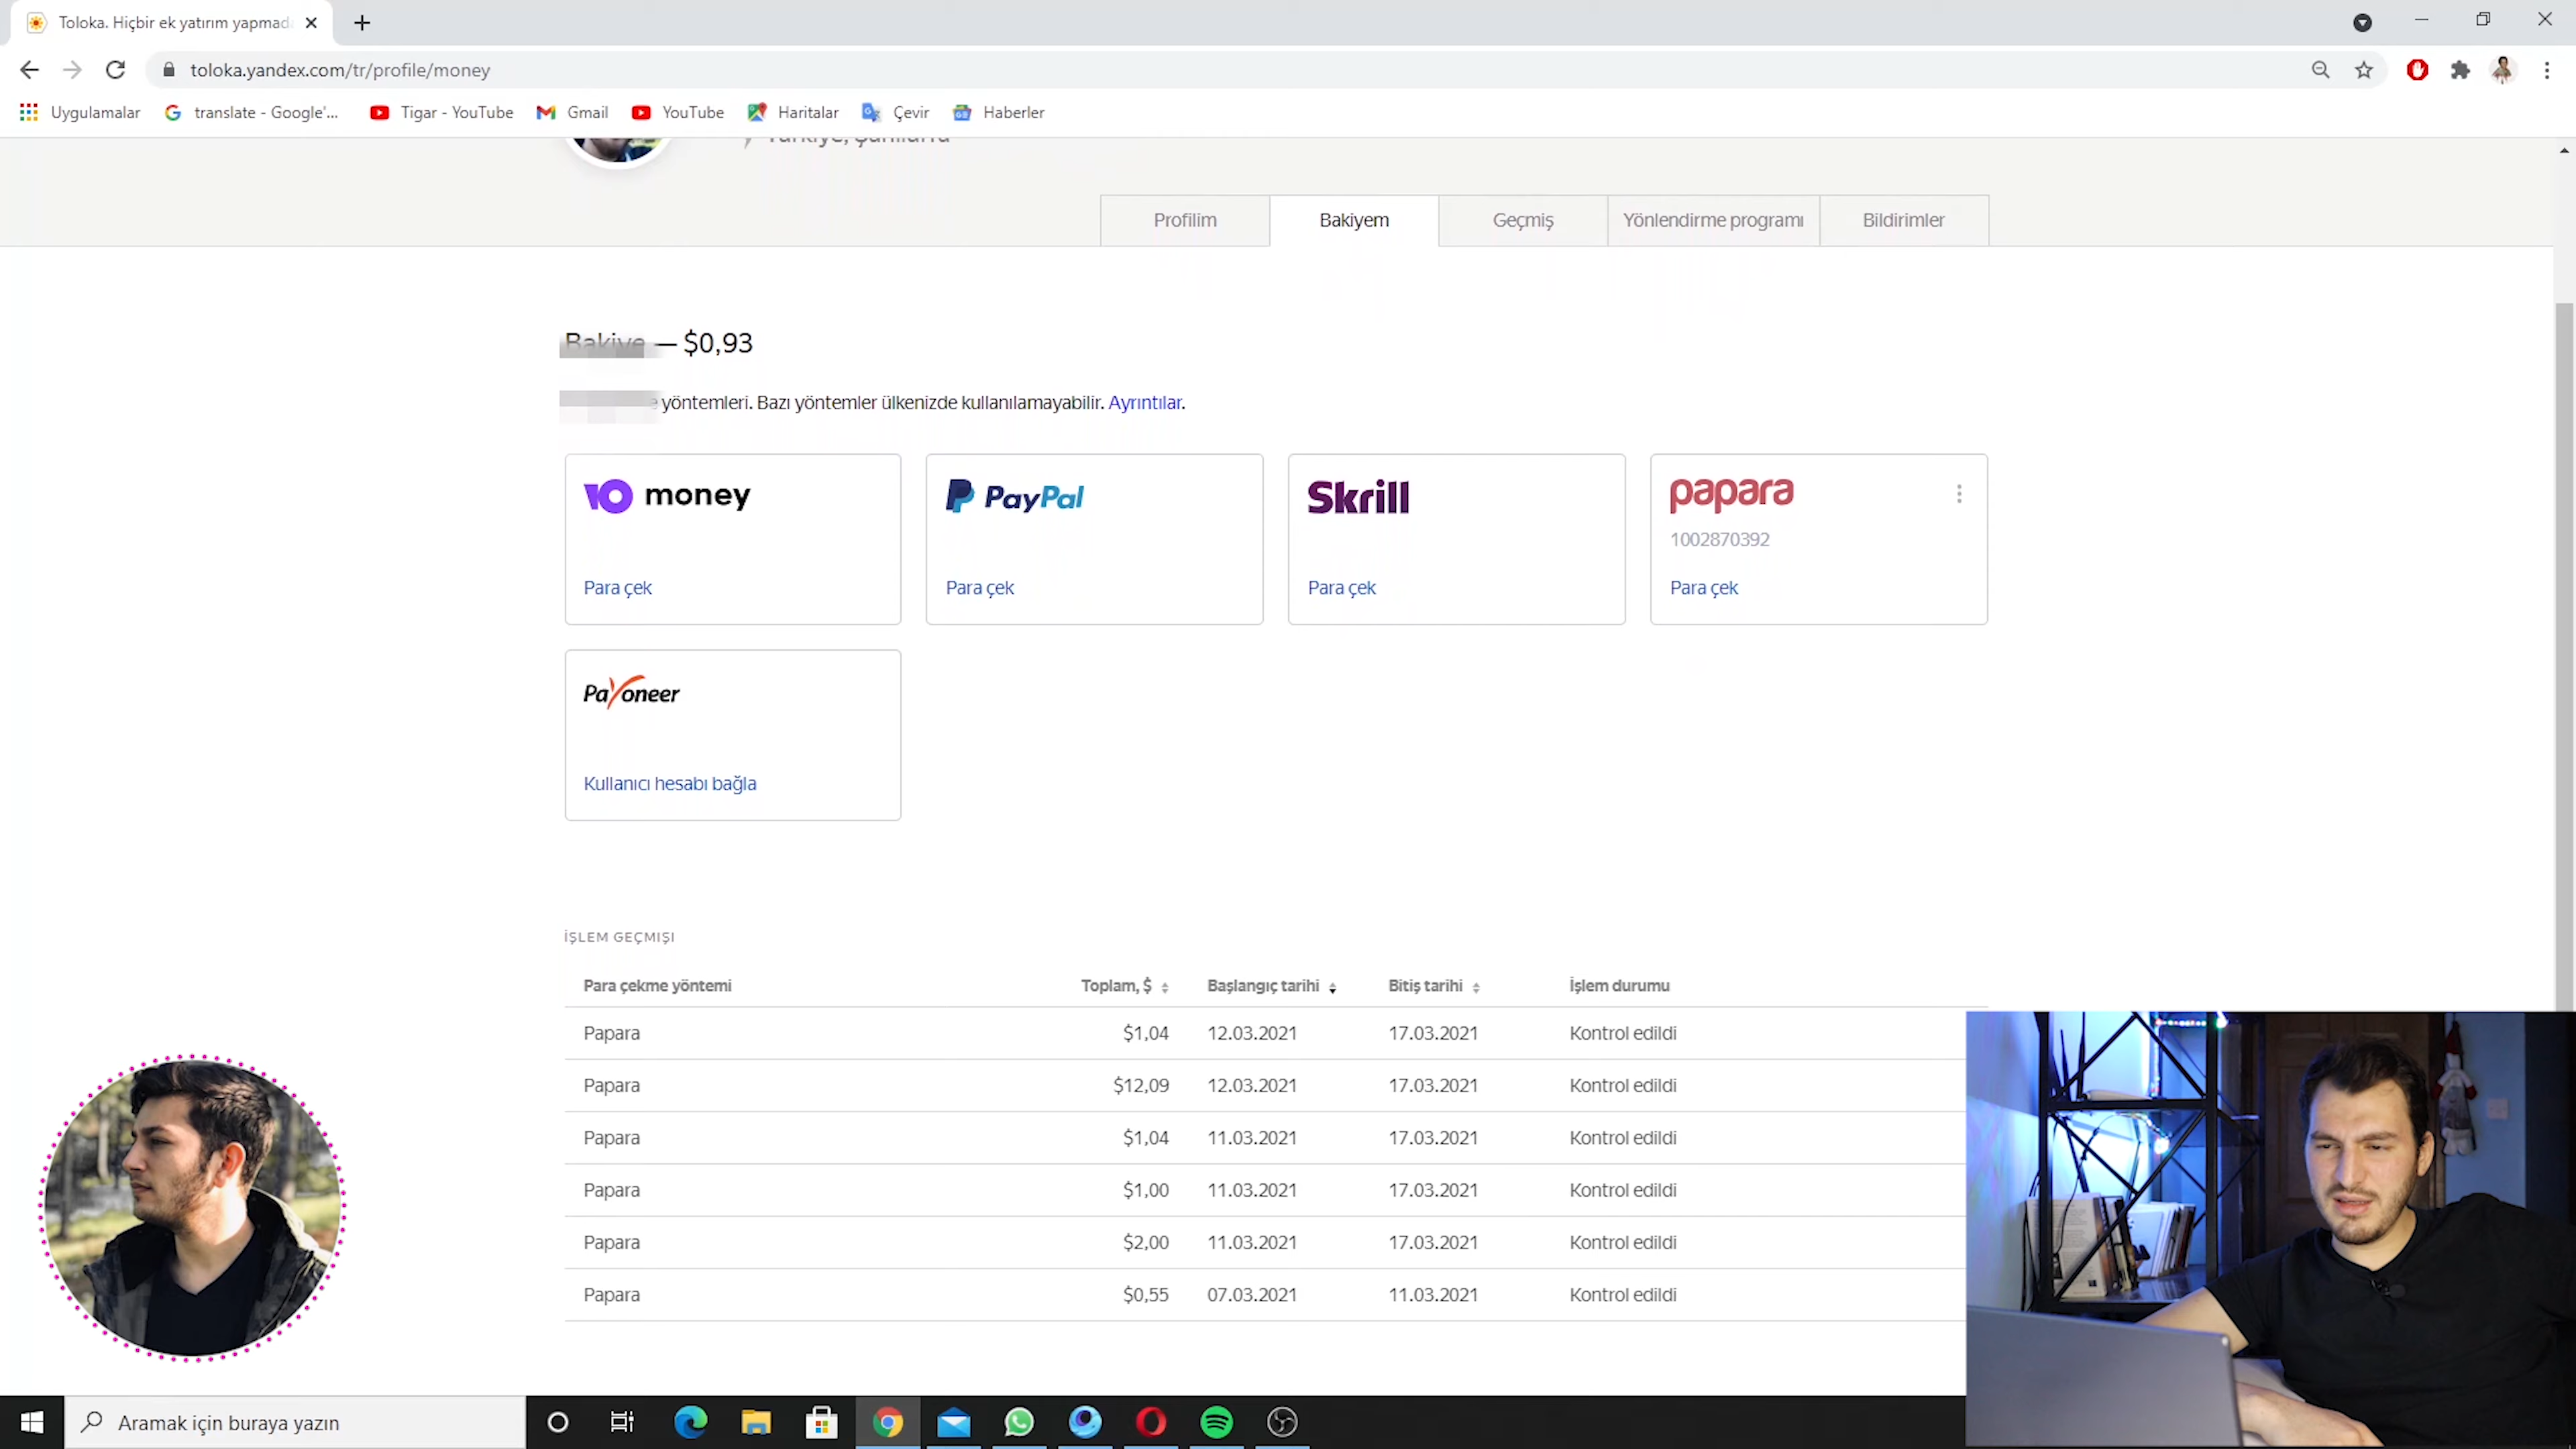 Toloka. Hiçbir ek yatırım yapmad
toloka.yandex.com/tr/profile/money
Uygulamalar
translate - Google'...
Tigar - YouTube
Gmail
YouTube
Haritalar
Çevir
Haberler
Türkiye, Şanlıurfa
Profilim
Bakiyem
Geçmiş
Yönlendirme programı
Bildirimler
Bakiye — $0,93
yöntemleri. Bazı yöntemler ülkenizde kullanılamayabilir. Ayrıntılar.
money
PayPal
Skrill
papara
1002870392
Para çek
Para çek
Para çek
Para çek
Payoneer
Kullanıcı hesabı bağla
İŞLEM GEÇMIŞI
Para çekme yöntemi Toplam, $ Başlangıç tarihi Bitiş tarihi İşlem durumu
Papara $1,04 12.03.2021 17.03.2021 Kontrol edildi
Papara $12,09 12.03.2021 17.03.2021 Kontrol edildi
Papara $1,04 11.03.2021 17.03.2021 Kontrol edildi
Papara $1,00 11.03.2021 17.03.2021 Kontrol edildi
Papara $2,00 11.03.2021 17.03.2021 Kontrol edildi
Papara $0,55 07.03.2021 11.03.2021 Kontrol edildi
Aramak için buraya yazın